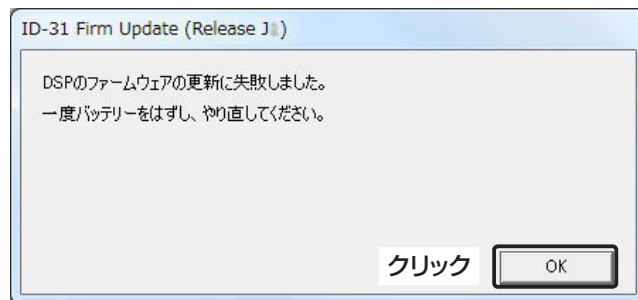 ID-31 Firm Update (Release J)
DSPのファームウェアの更新に失敗しました。
一度バッテリーをはずし、やり直してください。
クリック
OK